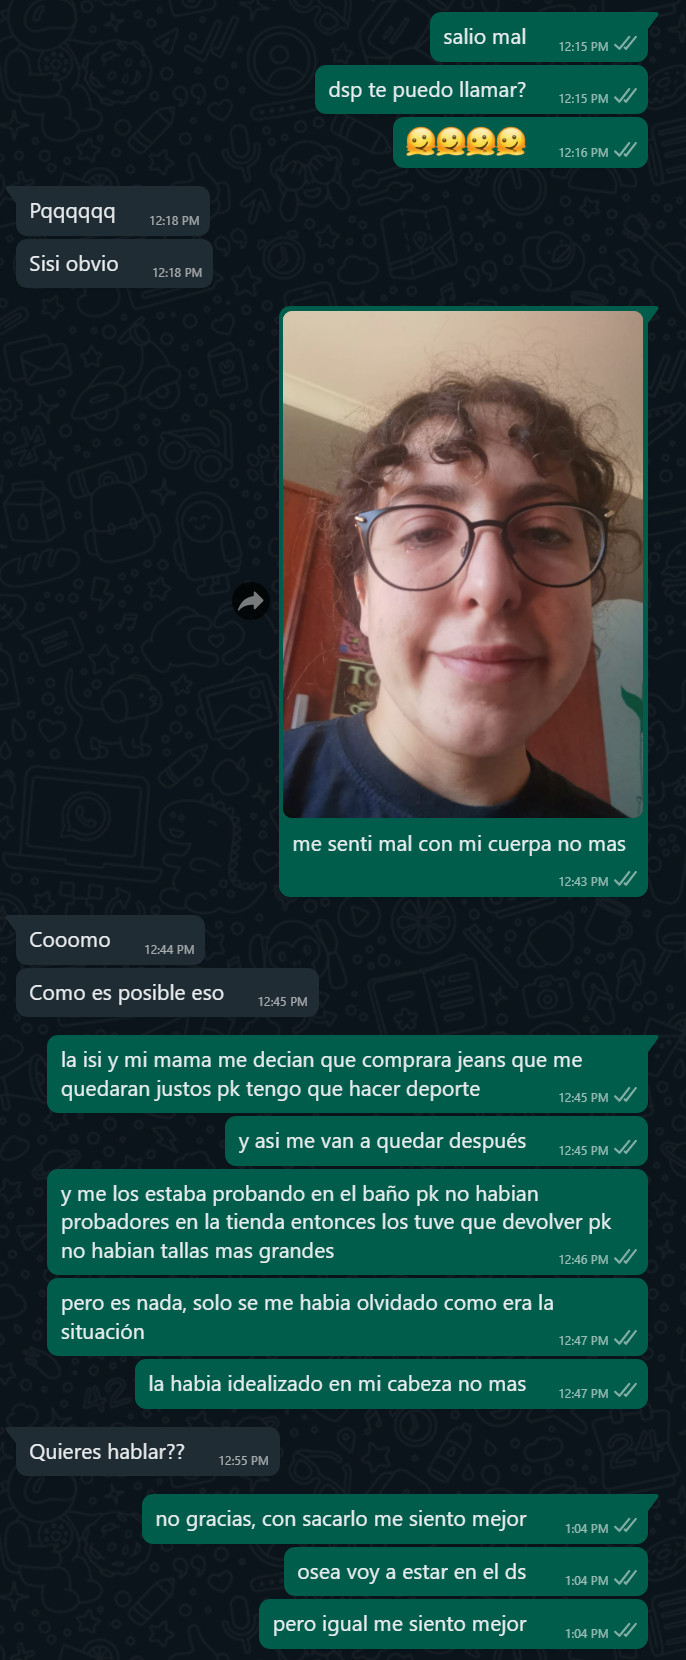 salio mal
12:15 PM
dsp te puedo llamar?
12:15 PM
🫠🫠🫠🫠
12:16 PM
Pqqqqqq
12:18 PM
Sisi obvio
12:18 PM
TO
me senti mal con mi cuerpa no mas
12:43 PM
Cooomo
12:44 PM
Como es posible eso
12:45 PM
la isi y mi mama me decian que comprara jeans que me
quedaran justos pk tengo que hacer deporte
12:45 PM
y asi me van a quedar después
12:45 PM
y me los estaba probando en el baño pk no habian
probadores en la tienda entonces los tuve que devolver pk
no habian tallas mas grandes
12:46 PM
pero es nada, solo se me habia olvidado como era la
situación
12:47 PM
la habia idealizado en mi cabeza no mas
12:47 PM
Quieres hablar??
12:55 PM
no gracias, con sacarlo me siento mejor
1:04 PM
osea voy a estar en el ds
1:04 PM
pero igual me siento mejor
1:04 PM